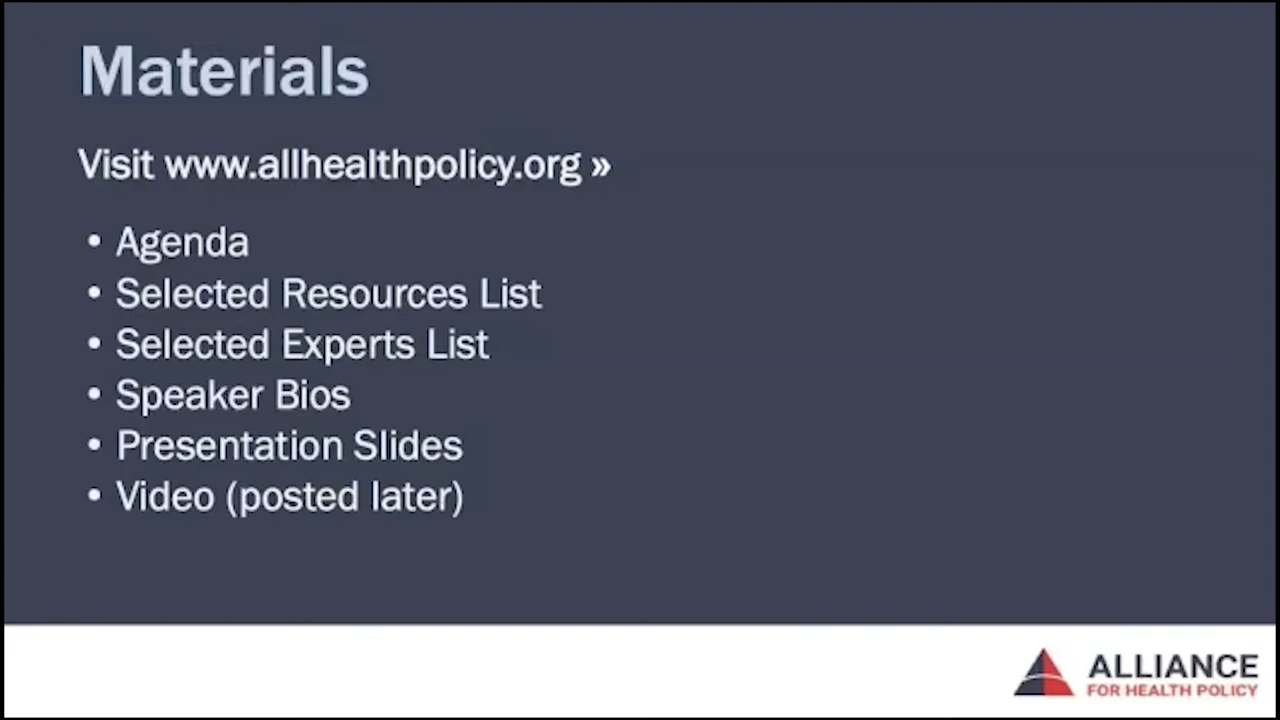 Materials
Visit www.allhealthpolicy.org »
• Agenda
• Selected Resources List
• Selected Experts List
• Speaker Bios
• Presentation Slides
• Video (posted later)
ALLIANCE
FOR HEALTH POLICY